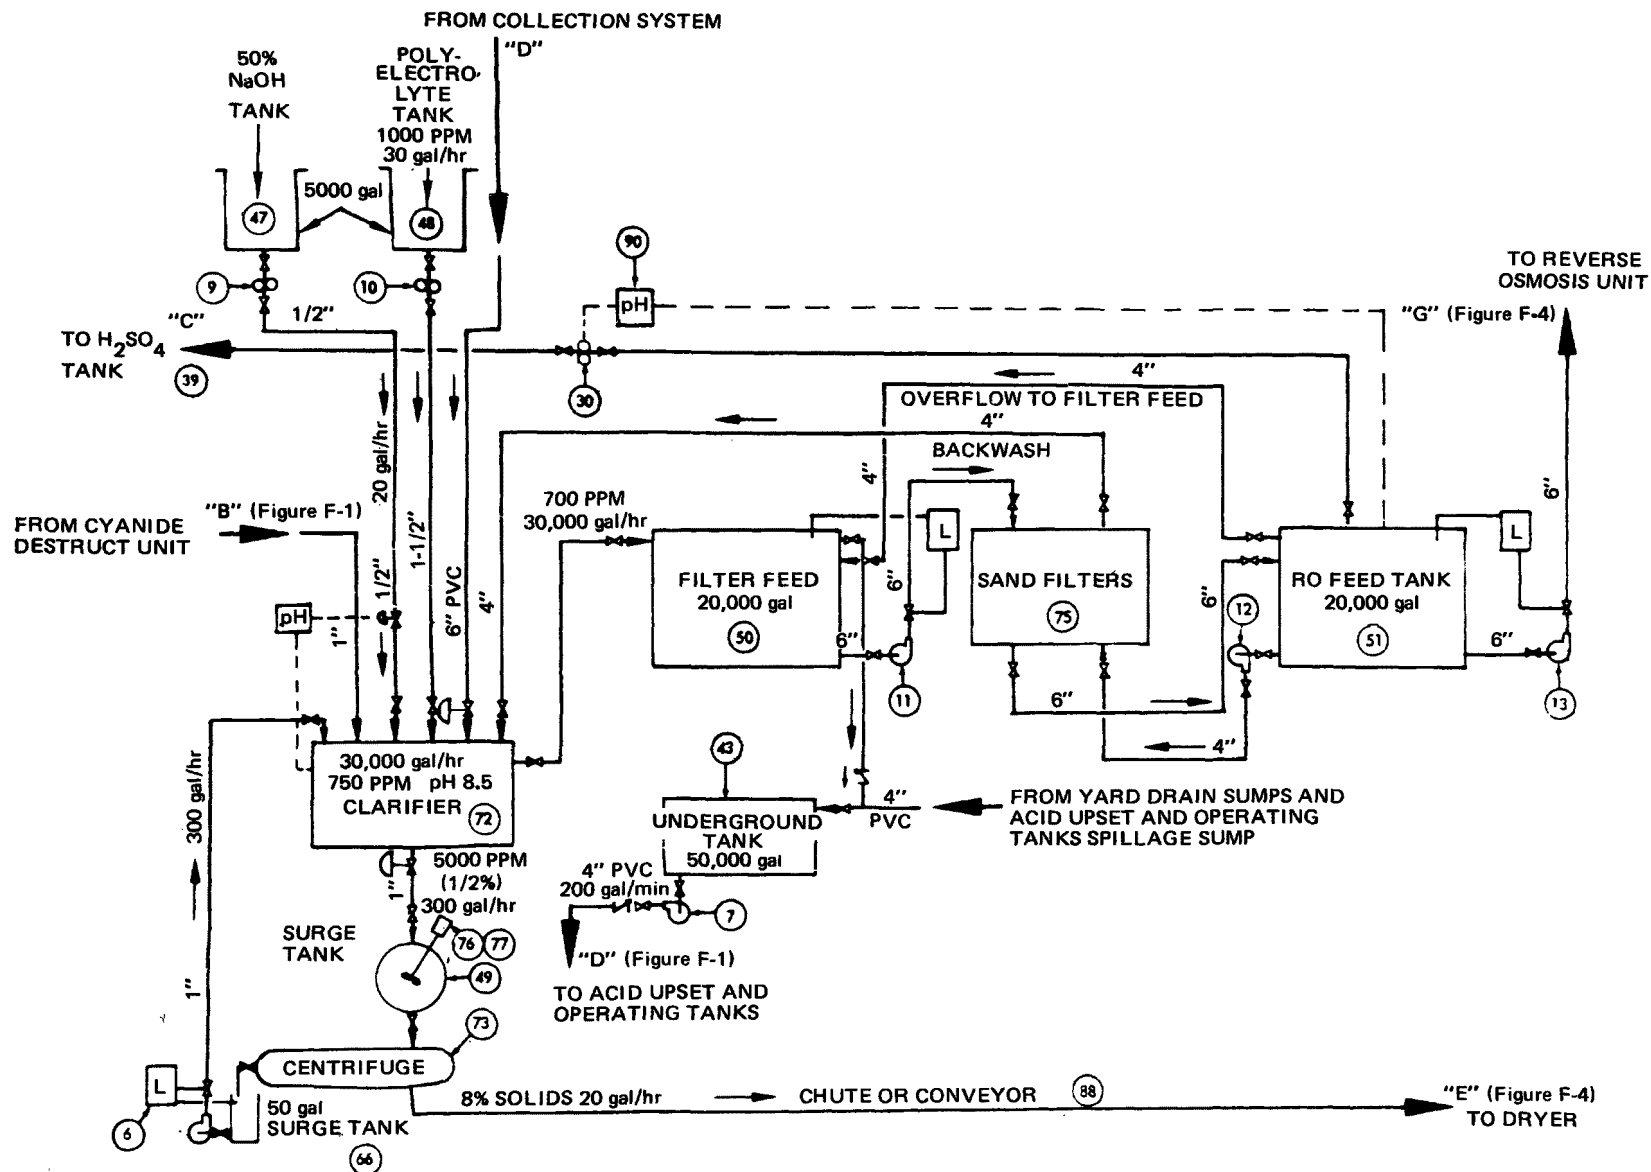 FROM COLLECTION SYSTEM
"D"
50%
NaOH
TANK
POLY-
ELECTRO-
LYTE
TANK
1000 PPM
30 gal/hr
5000 gal
47
48
90
9
10
pH
TO REVERSE
OSMOSIS UNIT
"G" (Figure F-4)
"C"
1/2"
TO H2SO4
TANK
39
30
4"
OVERFLOW TO FILTER FEED
4"
BACKWASH
20 gal/hr
4"
6"
"B" (Figure F-1)
FROM CYANIDE
DESTRUCT UNIT
700 PPM
30,000 gal/hr
1-1/2"
L
L
FILTER FEED
20,000 gal
50
6"
SAND FILTERS
75
6"
RO FEED TANK
20,000 gal
51
12
1/2"
6" PVC
4"
pH
1"
6"
6"
11
13
6"
4"
30,000 gal/hr
750 PPM pH 8.5
CLARIFIER
72
43
300 gal/hr
UNDERGROUND
TANK
50,000 gal
4"
PVC
FROM YARD DRAIN SUMPS AND
ACID UPSET AND OPERATING
TANKS SPILLAGE SUMP
1"
5000 PPM
(1/2%)
300 gal/hr
4" PVC
200 gal/min
7
SURGE
TANK
76
77
49
"D" (Figure F-1)
TO ACID UPSET AND
OPERATING TANKS
1"
73
CENTRIFUGE
L
6
50 gal
SURGE TANK
66
8% SOLIDS 20 gal/hr
CHUTE OR CONVEYOR
88
"E" (Figure F-4)
TO DRYER